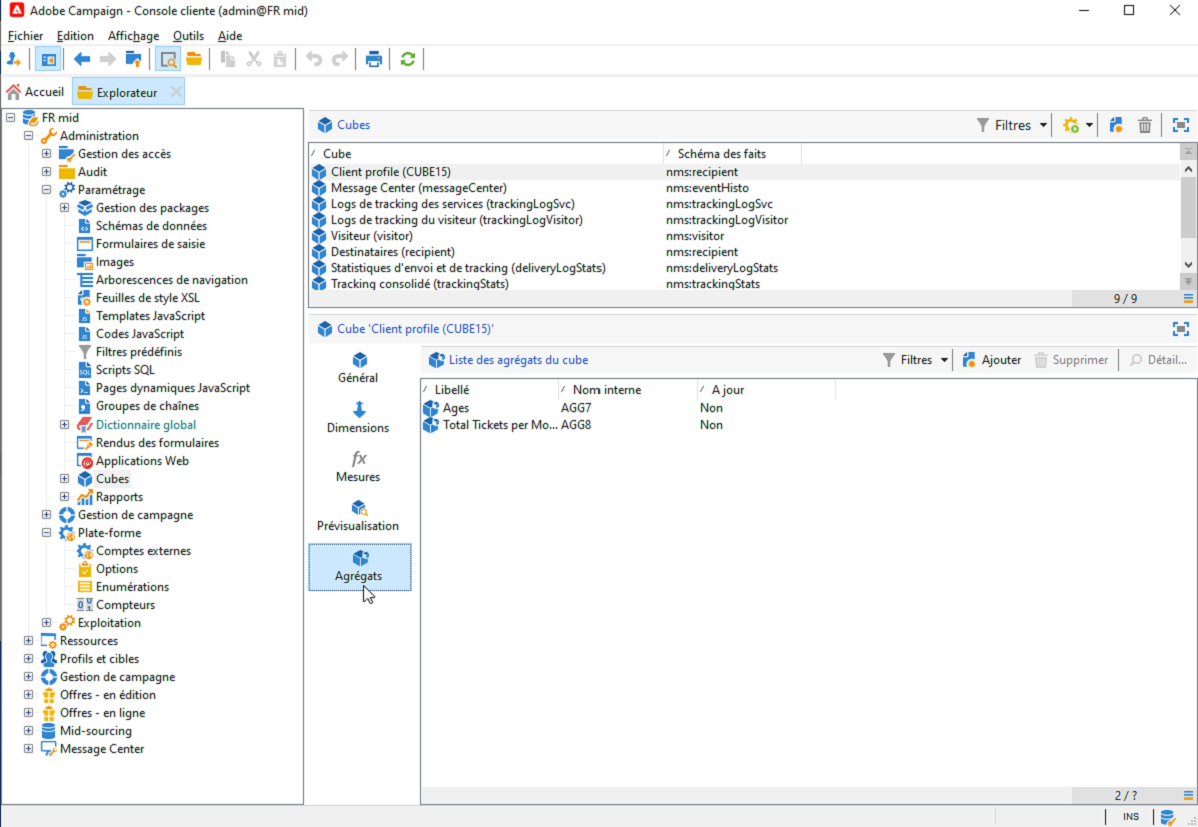 Adobe Campaign - Console cliente (admin@FR mid)
Fichier Edition Affichage Outils Aide
Accueil Explorateur
FR mid
Administration
Gestion des accès
Audit
Paramétrage
Gestion des packages
Schémas de données
Formulaires de saisie
Images
Arborescences de navigation
Feuilles de style XSL
Templates JavaScript
Codes JavaScript
Filtres prédéfinis
Scripts SQL
Pages dynamiques JavaScript
Groupes de chaînes
Dictionnaire global
Rendus des formulaires
Applications Web
Cubes
Rapports
Gestion de campagne
Plate-forme
Comptes externes
Options
Enumérations
Compteurs
Exploitation
Ressources
Profils et cibles
Gestion de campagne
Offres - en édition
Offres - en ligne
Mid-sourcing
Message Center
Cubes Filtres
Cube Schéma des faits
Client profile (CUBE15) nms:recipient
Message Center (messageCenter) nms:eventHisto
Logs de tracking des services (trackingLogSvc) nms:trackingLogSvc
Logs de tracking du visiteur (trackingLogVisitor) nms:trackingLogVisitor
Visiteur (visitor) nms:visitor
Destinataires (recipient) nms:recipient
Statistiques d'envoi et de tracking (deliveryLogStats) nms:deliveryLogStats
Tracking consolidé (trackingStats) nms:trackingStats
9 / 9
Cube 'Client profile (CUBE15)'
Général
Dimensions
fx
Mesures
Prévisualisation
Agrégats
Liste des agrégats du cube Filtres Ajouter Supprimer Détail...
Libellé Nom interne A jour
Ages AGG7 Non
Total Tickets per Mo... AGG8 Non
2 / ?
INS